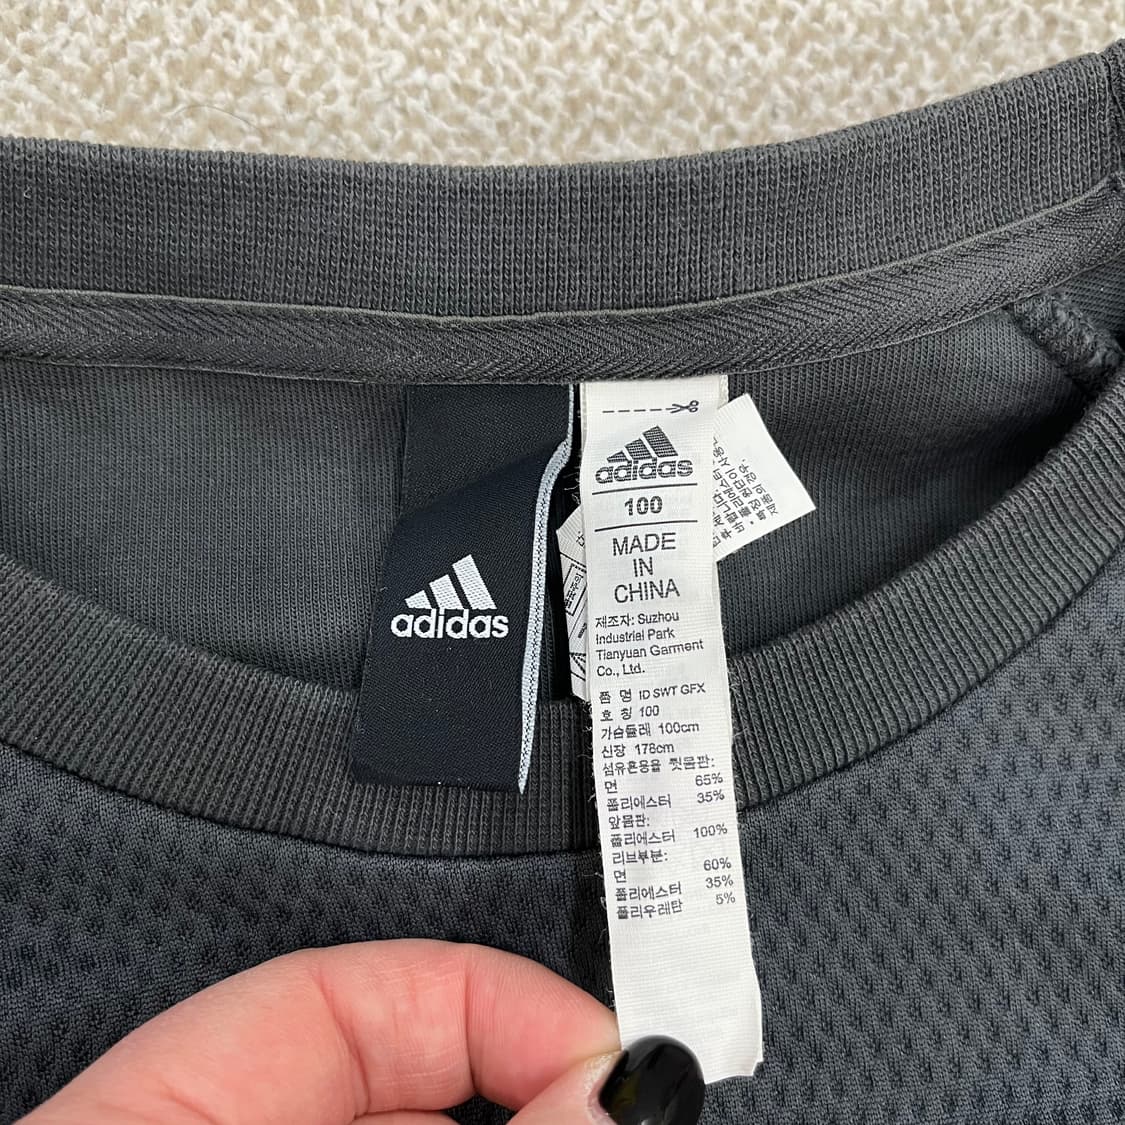 adidas
adidas
100
MADE
IN
CHINA
제조자: Suzhou
Industrial Park
Tianyuan Garment
Co., Ltd.
품 명 ID SWT GFX
호 칭 100
가슴둘레 100cm
신장 176cm
섬유혼용율 뒷몸판:
면 65%
폴리에스터 35%
앞몸판:
폴리에스터 100%
리브부분:
면 60%
폴리에스터 35%
폴리우레탄 5%